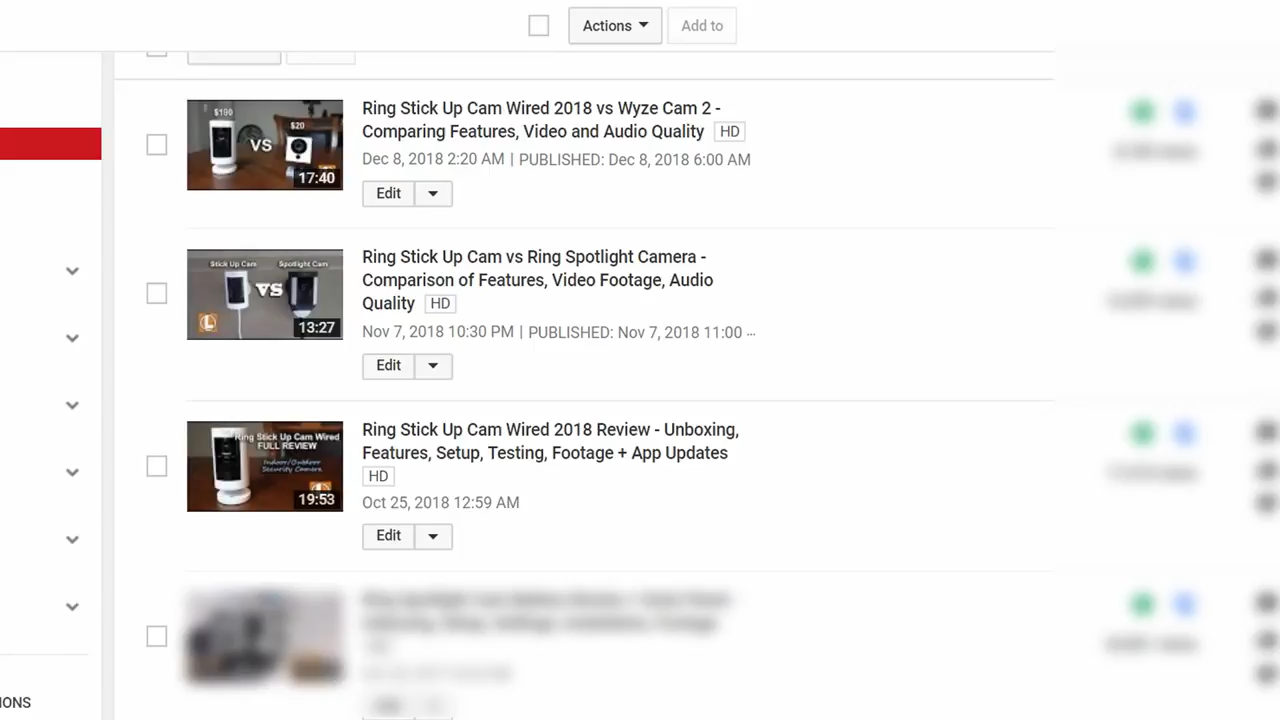 Actions
Add to
$190
$20
VS
17:40
Ring Stick Up Cam Wired 2018 vs Wyze Cam 2 -
Comparing Features, Video and Audio Quality HD
Dec 8, 2018 2:20 AM | PUBLISHED: Dec 8, 2018 6:00 AM
Edit
Stick Up Cam
Spotlight Cam
VS
13:27
Ring Stick Up Cam vs Ring Spotlight Camera -
Comparison of Features, Video Footage, Audio
Quality HD
Nov 7, 2018 10:30 PM | PUBLISHED: Nov 7, 2018 11:00 ...
Edit
Ring Stick Up Cam Wired
FULL REVIEW
Indoor/Outdoor
Security Camera
19:53
Ring Stick Up Cam Wired 2018 Review - Unboxing,
Features, Setup, Testing, Footage + App Updates
HD
Oct 25, 2018 12:59 AM
Edit
IONS